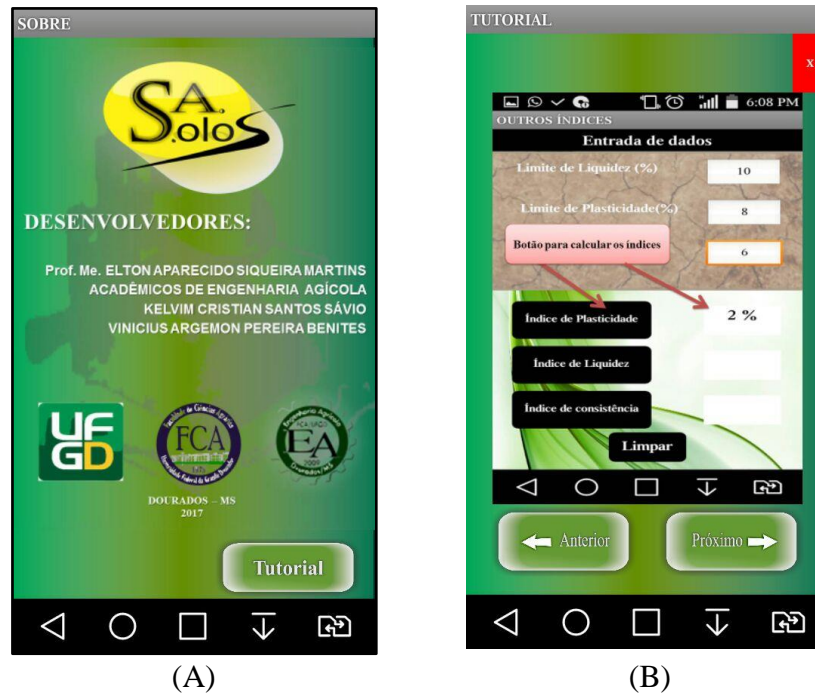 SOBRE
S.A.
Solos
DESENVOLVEDORES:
Prof. Me. ELTON APARECIDO SIQUEIRA MARTINS
ACADÊMICOS DE ENGENHARIA AGÍCOLA
KELVIM CRISTIAN SANTOS SÁVIO
VINICIUS ARGEMON PEREIRA BENITES
UFGD
FCA
EA
DOURADOS – MS
2017
Tutorial
(A)
TUTORIAL
x
6:08 PM
OUTROS ÍNDICES
Entrada de dados
Limite de Liquidez (%) 10
Limite de Plasticidade(%) 8
Botão para calcular os índices 6
Índice de Plasticidade 2 %
Índice de Liquidez
Índice de consistência
Limpar
Anterior Próximo
(B)